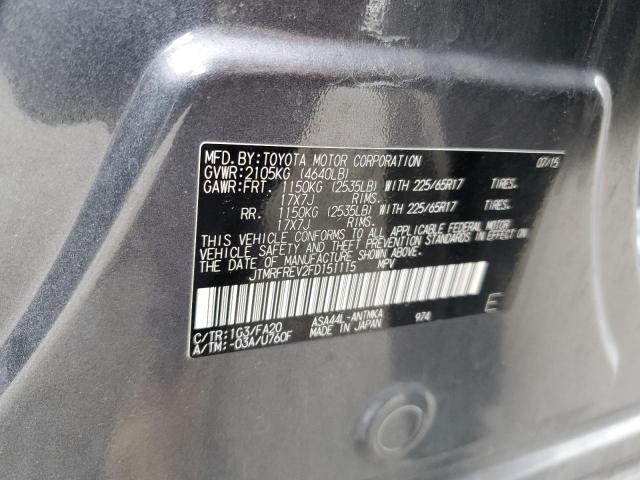 MFD. BY: TOYOTA MOTOR CORPORATION 07/15
GVWR: 2105KG (4640LB)
GAWR: FRT. 1150KG (2535LB) WITH 225/65R17 TIRES.
17X7J RIMS.
RR. 1150KG (2535LB) WITH 225/65R17 TIRES.
17X7J RIMS.
THIS VEHICLE CONFORMS TO ALL APPLICABLE FEDERAL MOTOR
VEHICLE SAFETY AND THEFT PREVENTION STANDARDS IN EFFECT
ON THE DATE OF MANUFACTURE SHOWN ABOVE.
JTMRFREV2FD151115 MPV
E
C/TR: 1G3/FA20 ASA44L-ANTMKA 974
A/TM: -03A/U760F MADE IN JAPAN